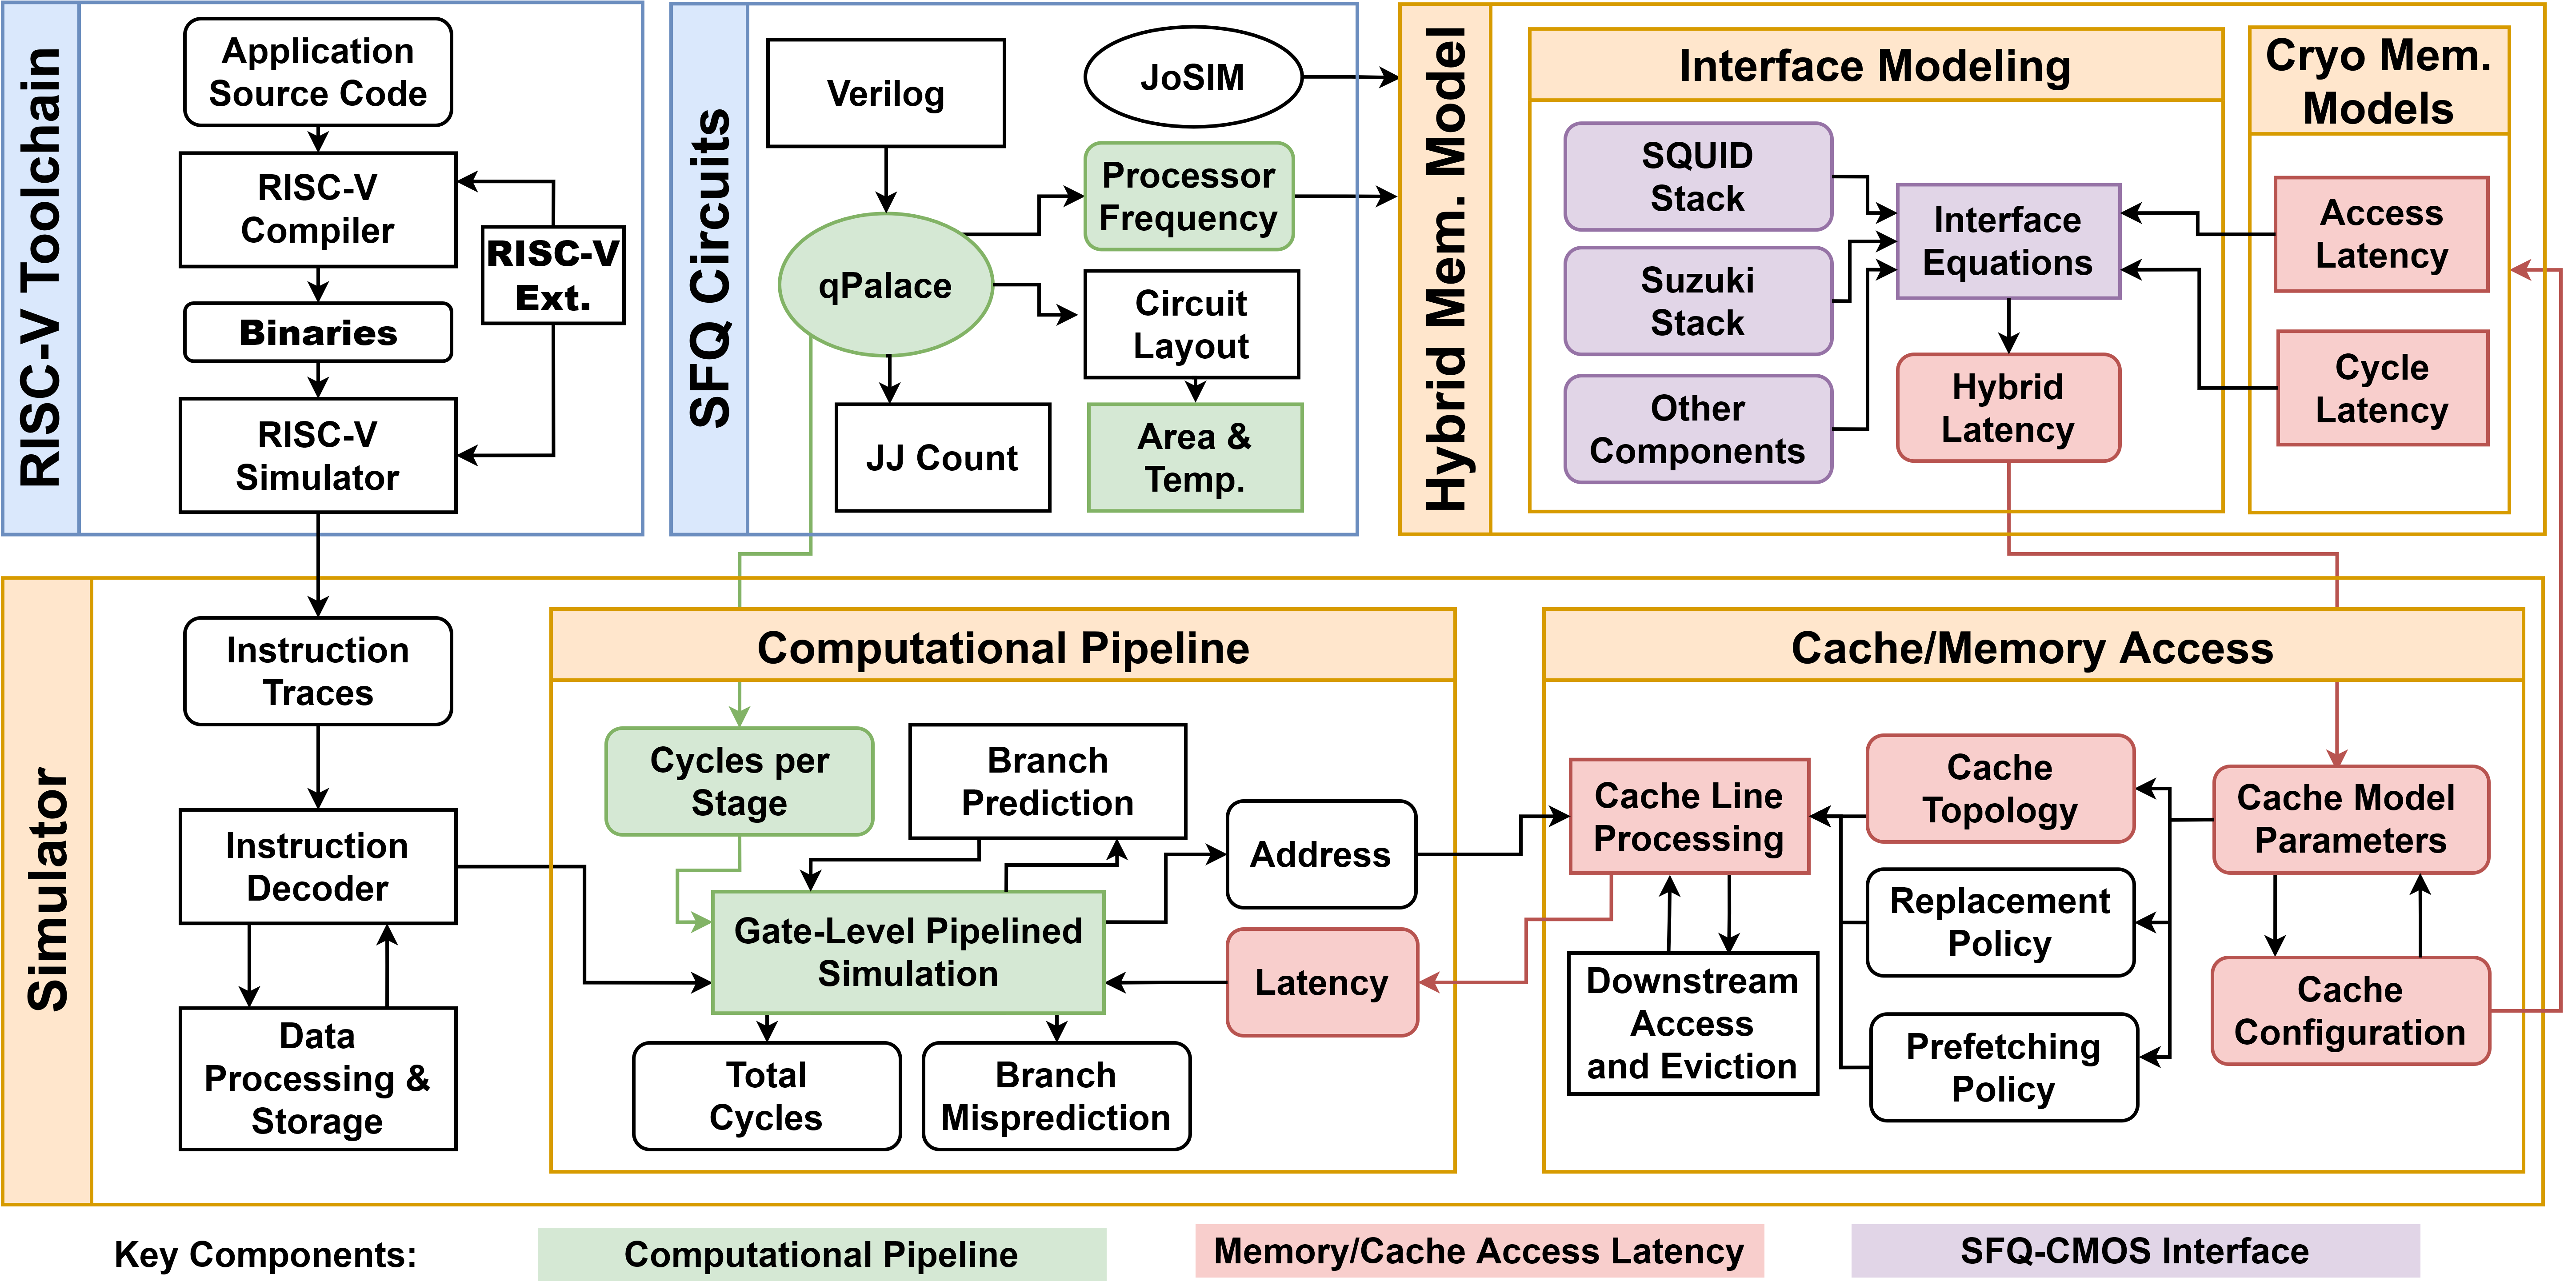 RISC-V Toolchain
Application
Source Code
RISC-V
Compiler
RISC-V
Ext.
Binaries
RISC-V
Simulator
SFQ Circuits
Verilog
JoSIM
Processor
Frequency
qPalace
Circuit
Layout
JJ Count
Area &
Temp.
Hybrid Mem. Model
Interface Modeling
SQUID
Stack
Suzuki
Stack
Other
Components
Interface
Equations
Hybrid
Latency
Cryo Mem.
Models
Access
Latency
Cycle
Latency
Simulator
Instruction
Traces
Instruction
Decoder
Data
Processing &
Storage
Computational Pipeline
Cycles per
Stage
Branch
Prediction
Gate-Level Pipelined
Simulation
Address
Latency
Total
Cycles
Branch
Misprediction
Cache/Memory Access
Cache Line
Processing
Downstream
Access
and Eviction
Cache
Topology
Replacement
Policy
Prefetching
Policy
Cache Model
Parameters
Cache
Configuration
Key Components:
Computational Pipeline
Memory/Cache Access Latency
SFQ-CMOS Interface